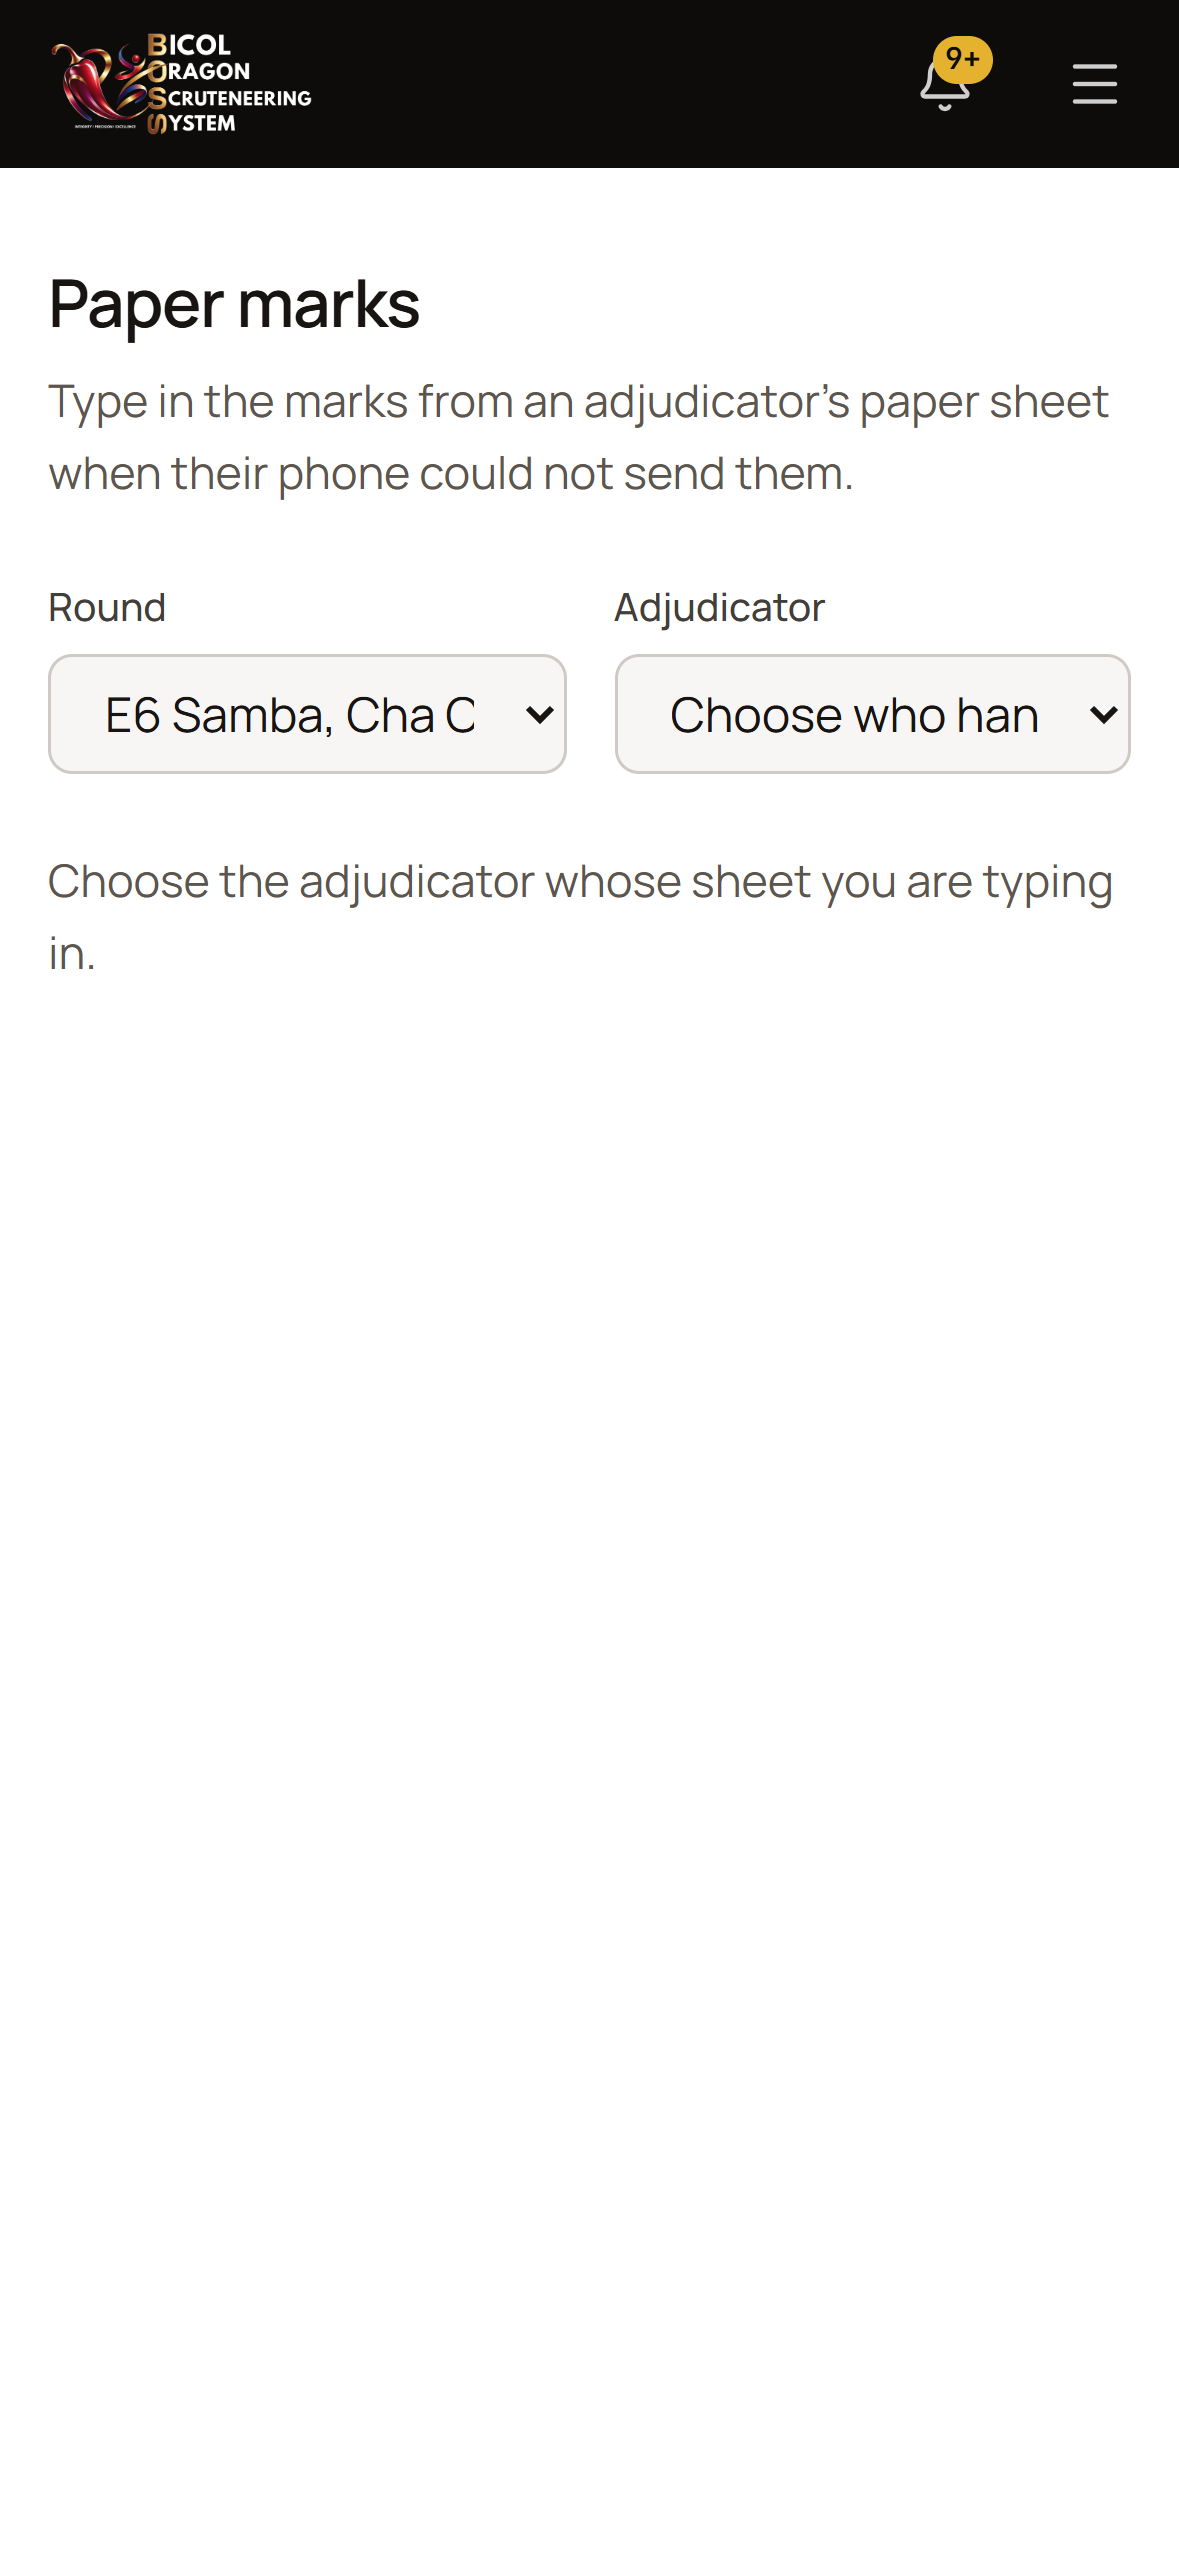 BICOL
ORAGON
SCRUTENEERING
SYSTEM
9+
Paper marks
Type in the marks from an adjudicator's paper sheet
when their phone could not send them.
Round
Adjudicator
E6 Samba, Cha C
Choose who han
Choose the adjudicator whose sheet you are typing
in.